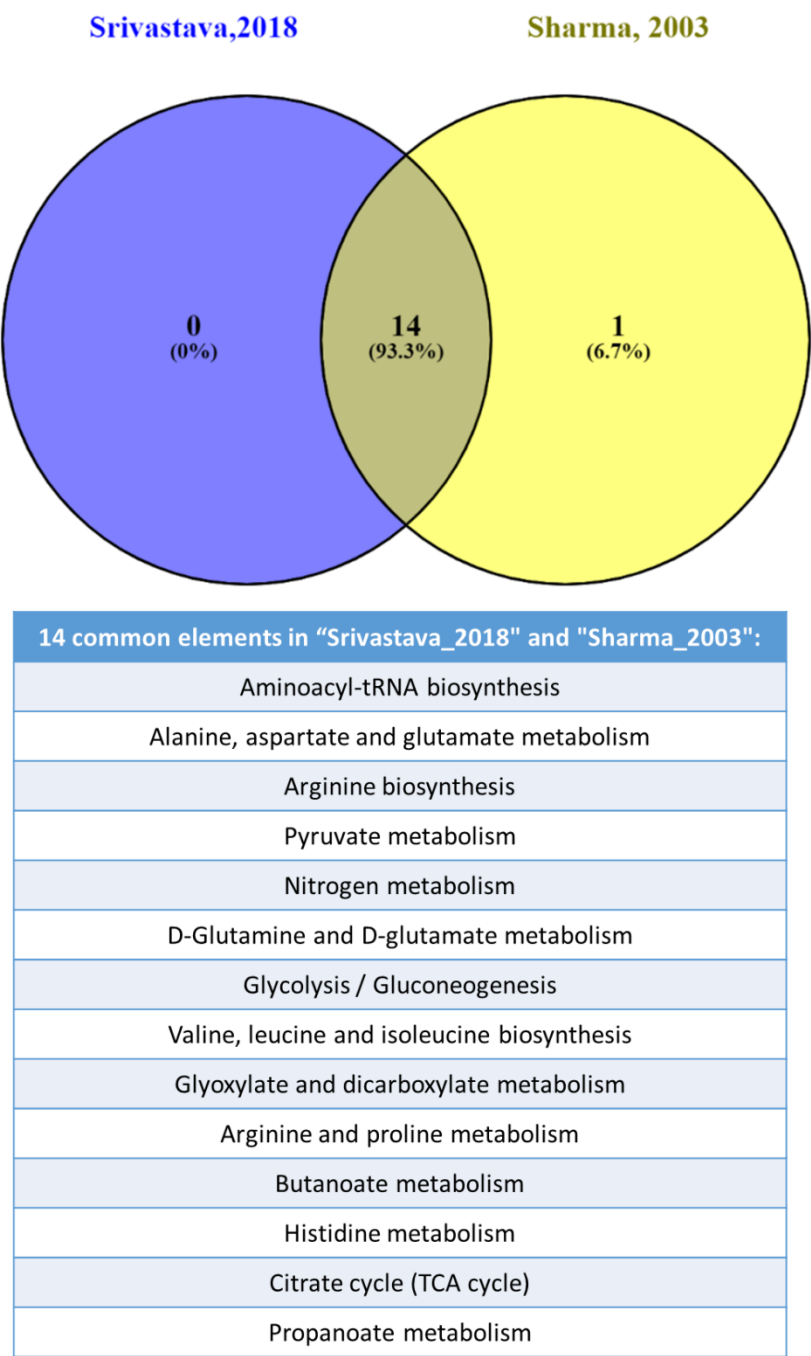 Srivastava,2018
Sharma, 2003
0
(0%)
14
(93.3%)
1
(6.7%)
14 common elements in “Srivastava_2018" and "Sharma_2003":
Aminoacyl-tRNA biosynthesis
Alanine, aspartate and glutamate metabolism
Arginine biosynthesis
Pyruvate metabolism
Nitrogen metabolism
D-Glutamine and D-glutamate metabolism
Glycolysis / Gluconeogenesis
Valine, leucine and isoleucine biosynthesis
Glyoxylate and dicarboxylate metabolism
Arginine and proline metabolism
Butanoate metabolism
Histidine metabolism
Citrate cycle (TCA cycle)
Propanoate metabolism